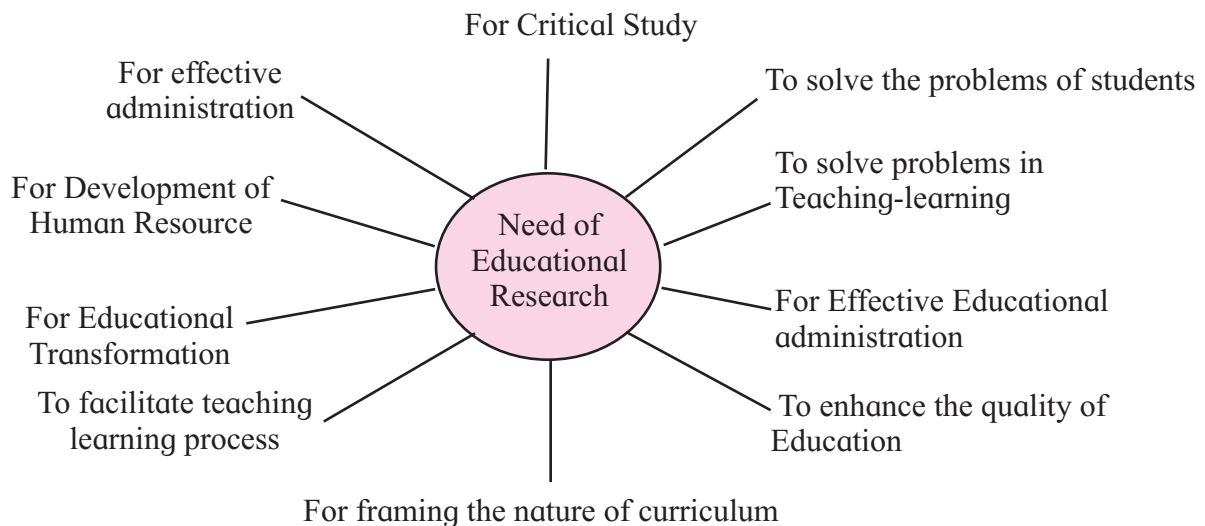 For Critical Study
For effective
administration
To solve the problems of students
To solve problems in
Teaching-learning
For Development of
Human Resource
Need of
Educational
Research
For Effective Educational
administration
For Educational
Transformation
To facilitate teaching
learning process
To enhance the quality of
Education
For framing the nature of curriculum